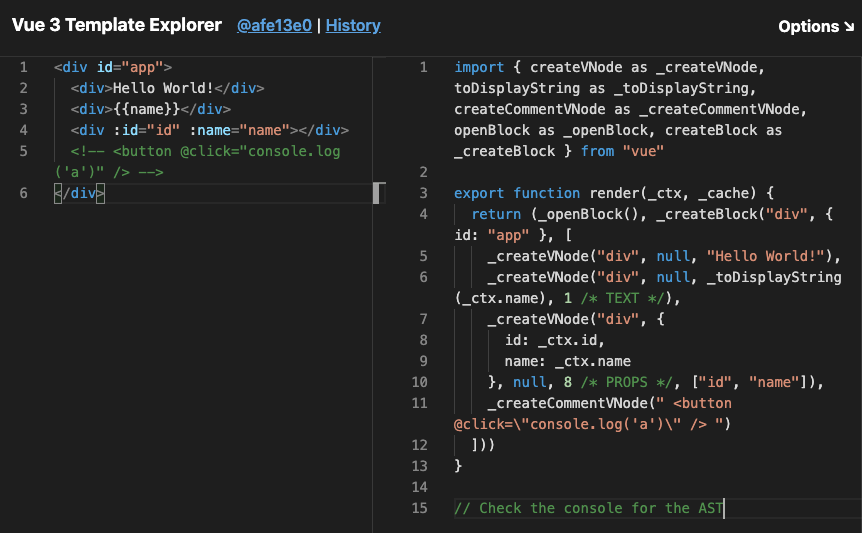 Vue 3 Template Explorer @afe13e0 | History Options ↘
1 <div id="app">
2 <div>Hello World!</div>
3 <div>{{name}}</div>
4 <div :id="id" :name="name"></div>
5 <!-- <button @click="console.log
('a')" /> -->
6 </div>
1 import { createVNode as _createVNode,
toDisplayString as _toDisplayString,
createCommentVNode as _createCommentVNode,
openBlock as _openBlock, createBlock as
_createBlock } from "vue"
2
3 export function render(_ctx, _cache) {
4 return (_openBlock(), _createBlock("div", {
id: "app" }, [
5 _createVNode("div", null, "Hello World!"),
6 _createVNode("div", null, _toDisplayString
(_ctx.name), 1 /* TEXT */),
7 _createVNode("div", {
8 id: _ctx.id,
9 name: _ctx.name
10 }, null, 8 /* PROPS */, ["id", "name"]),
11 _createCommentVNode(" <button
@click=\"console.log('a')\" /> ")
12 ]))
13 }
14
15 // Check the console for the AST